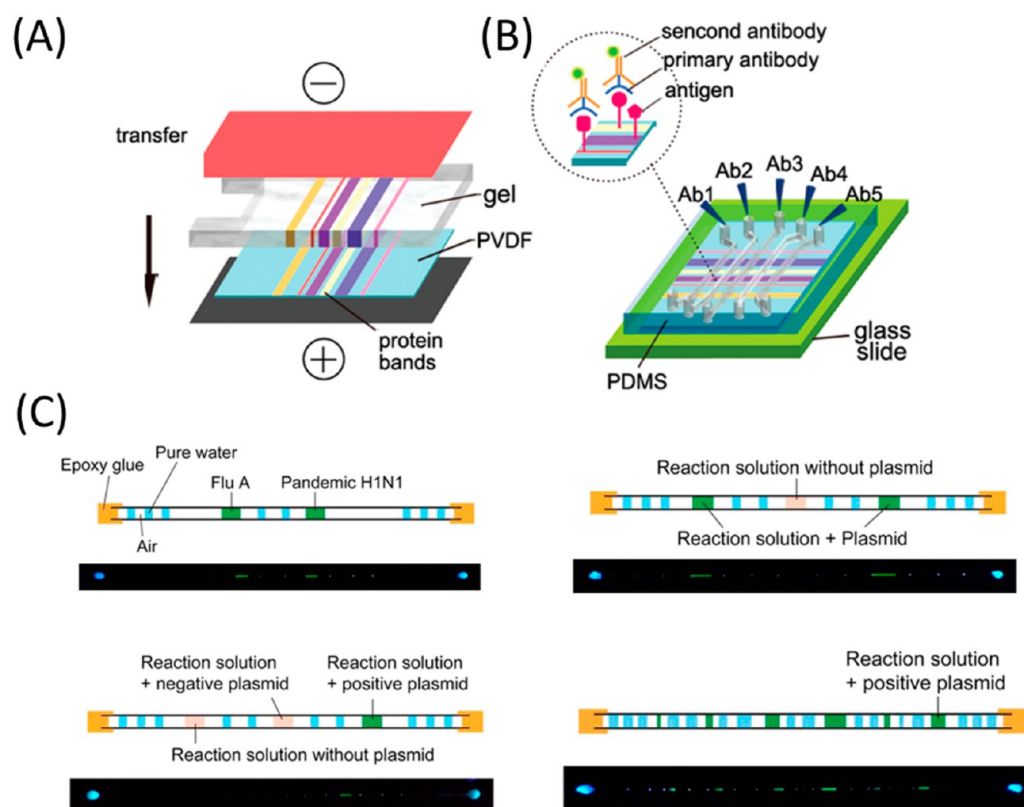 (A)
transfer
gel
PVDF
protein
bands
(B)
sencond antibody
primary antibody
antigen
Ab1
Ab2
Ab3
Ab4
Ab5
glass
slide
PDMS
(C)
Epoxy glue
Pure water
Flu A
Pandemic H1N1
Air
Reaction solution without plasmid
Reaction solution + Plasmid
Reaction solution
+ negative plasmid
Reaction solution
+ positive plasmid
Reaction solution without plasmid
Reaction solution
+ positive plasmid